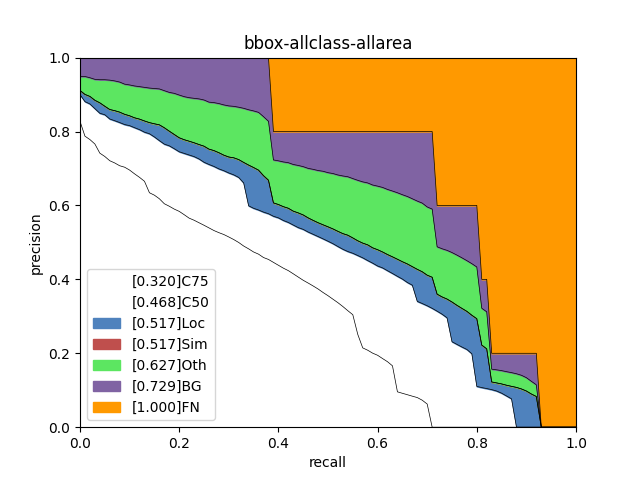 bbox-allclass-allarea
1.0
0.8
0.6
0.4
0.2
0.0
precision
[0.320]C75
[0.468]C50
[0.517]Loc
[0.517]Sim
[0.627]Oth
[0.729]BG
[1.000]FN
0.0 0.2 0.4 0.6 0.8 1.0
recall